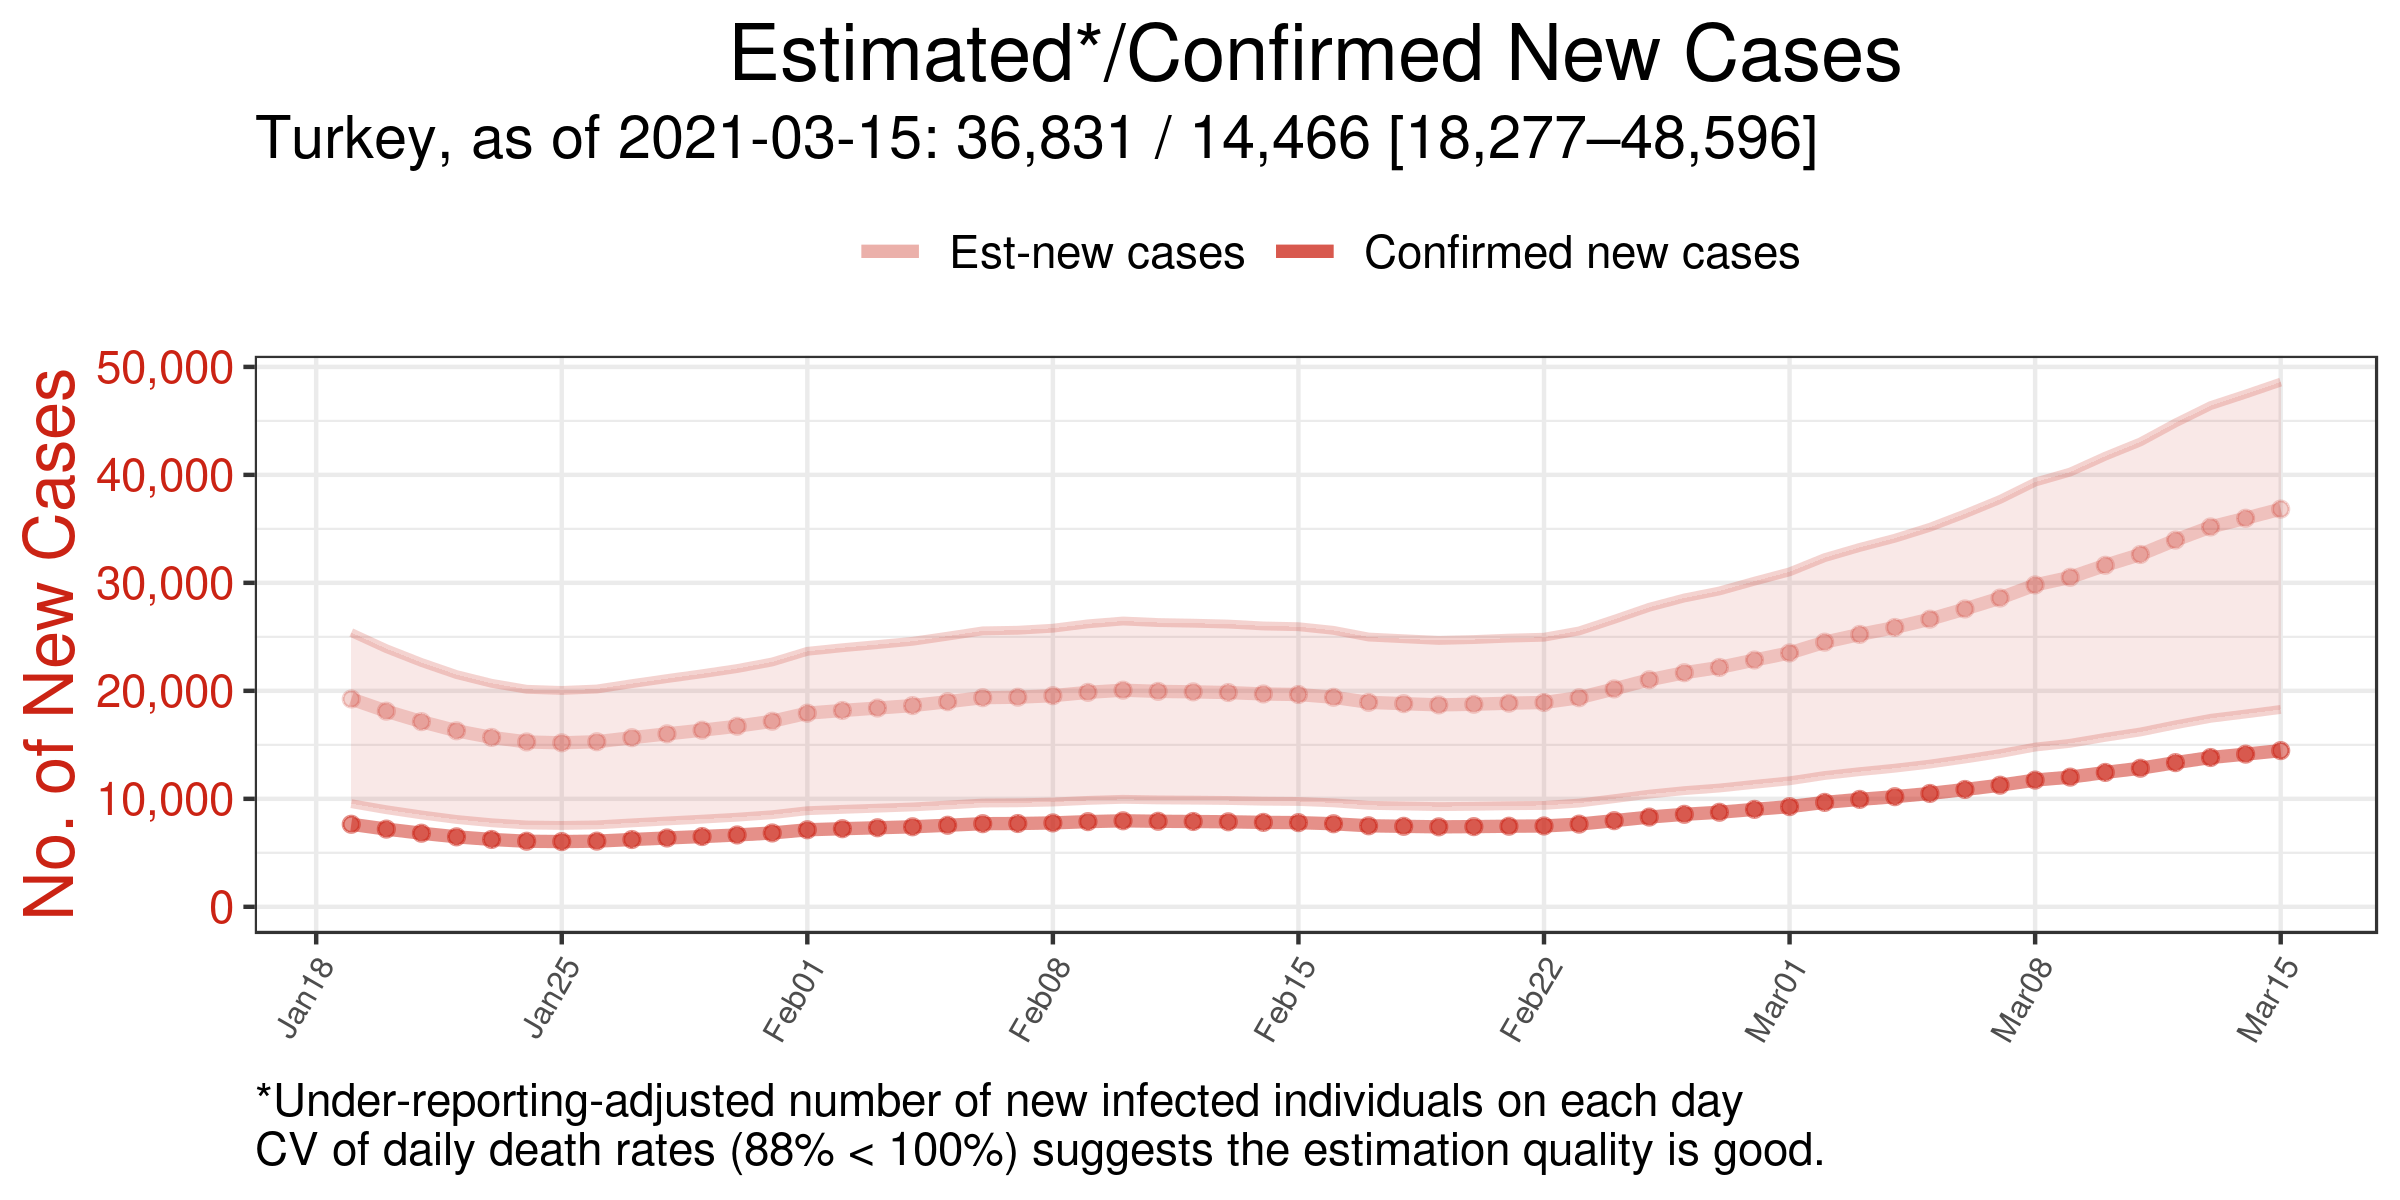 Estimated*/Confirmed New Cases
Turkey, as of 2021-03-15: 36,831 / 14,466 [18,277–48,596]
Est-new cases
Confirmed new cases
No. of New Cases
50,000
40,000
30,000
20,000
10,000
0
Jan18
Jan25
Feb01
Feb08
Feb15
Feb22
Mar01
Mar08
Mar15
*Under-reporting-adjusted number of new infected individuals on each day
CV of daily death rates (88% < 100%) suggests the estimation quality is good.